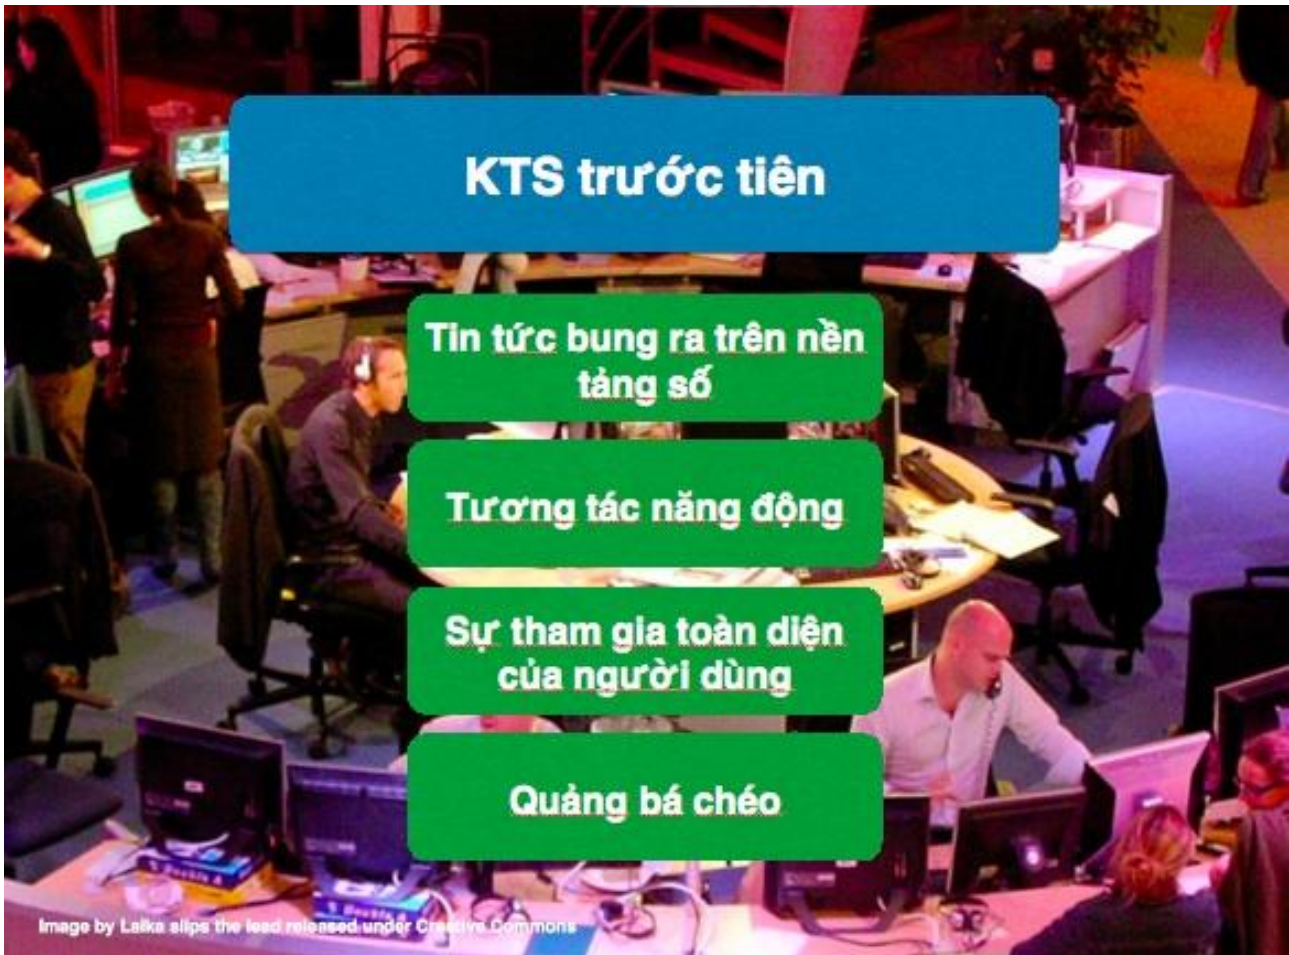 KTS trước tiên
Tin tức bung ra trên nền
tảng số
Tương tác năng động
Sự tham gia toàn diện
của người dùng
Quảng bá chéo
Image by Laika slips the lead released under Creative Commons